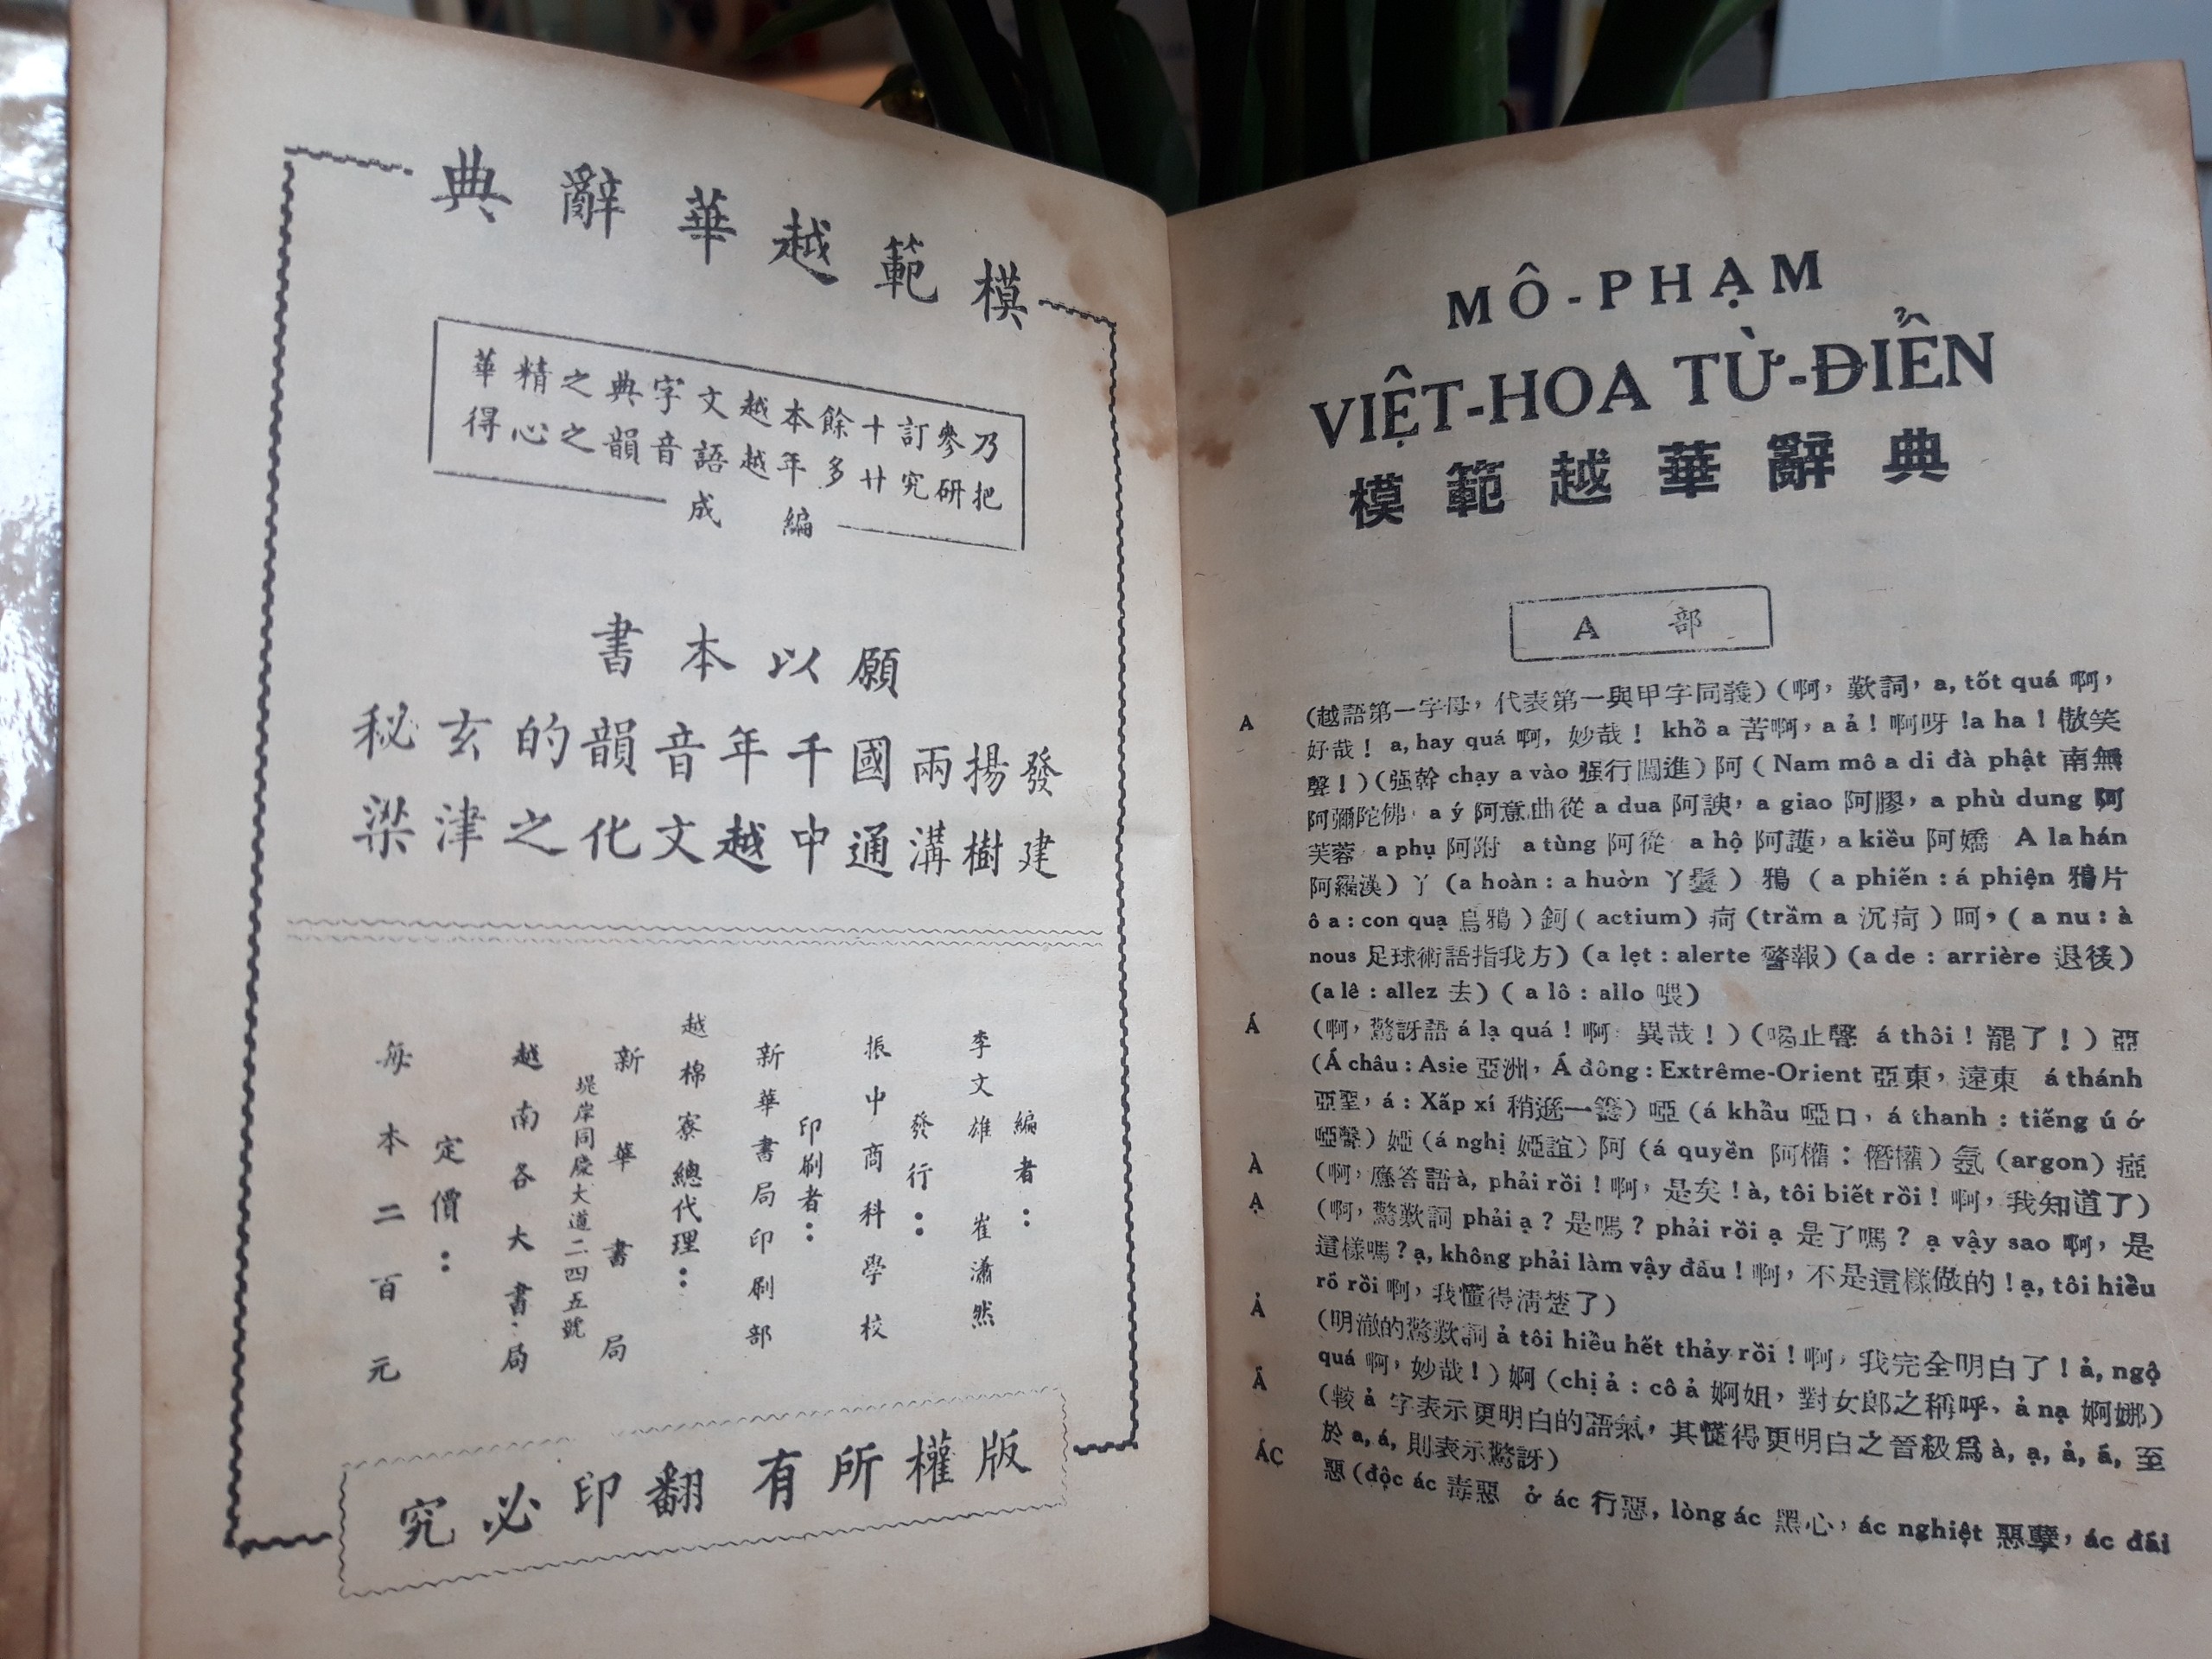 模範越華辭典
乃參訂十餘本越文字典之精華
把研究廿多年越語音韻之心得
編成
願以本書
發揚兩國千年音韻的玄秘
建樹溝通中越文化之津梁
編者：
李文雄 崔瀟然
發行：
振中商科學校
印刷者：
新華書局印刷部
越棉寮總代理：
新華書局
堤岸同慶大道二四五號
越南各大書局
定價：
每本二百元
版權所有 翻印必究
MÔ-PHẠM
VIỆT-HOA TỪ-ĐIỂN
模範越華辭典
A 部
A (越語第一字母，代表第一與甲字同義)(啊，歎詞，a, tốt quá 啊，
好哉！ a, hay quá 啊，妙哉！ khổ a 苦啊，a ả！啊呀！a ha！傲笑
聲！)(强幹 chạy a vào 强行闖進) 阿 (Nam mô a di đà phật 南無
阿彌陀佛 a ý 阿意曲從 a dua 阿諛，a giao 阿膠，a phù dung 阿
芙蓉 a phụ 阿附 a tùng 阿從 a hộ 阿護，a kiều 阿嬌 A la hán
阿羅漢) 丫 (a hoàn : a huờn 丫鬟) 鴉 (a phiến : á phiện 鴉片
ô a : con quạ 烏鴉) 錒 (actium) 疴 (trầm a 沉疴) 呵，(a nu : à
nous 足球術語指我方) (a lẹt : alerte 警報) (a de : arrière 退後)
(a lê : allez 去) (a lô : allo 喂)
Á (啊，驚訝語 á lạ quá！啊 異哉！)(喝止聲 á thôi！罷了！) 亞
(Á châu : Asie 亞洲，Á đông : Extrême-Orient 亞東，遠東 á thánh
亞聖，á : Xấp xí 稍遜一籌) 啞 (á khẩu 啞口，á thanh : tiếng ú ớ
啞聲) 婭 (á nghị 婭誼) 阿 (á quyền 阿權：僭權) 氬 (argon) 瘂
À (啊，應答語 à, phải rồi！啊，是矣！à, tôi biết rồi！啊，我知道了)
Ạ (啊，驚歎詞 phải ạ？是嗎？phải rồi ạ 是了嗎？ạ vậy sao 啊，是
這樣嗎？ạ, không phải làm vậy đâu！啊，不是這樣做的！ạ, tôi hiểu
rõ rồi 啊，我懂得清楚了)
Ả (明澈的驚歎詞 ả tôi hiểu hết thảy rồi！啊，我完全明白了！ả, ngộ
quá 啊，妙哉！) 婀 (chị ả : cô ả 婀姐，對女郎之稱呼、ả nạ 婀娜)
Ã (較 ả 字表示更明白的語氣，其懂得更明白之晉級爲 à, ạ, ả, ã, 至
於 a, á, 則表示驚訝)
ÁC 惡 (độc ác 毒惡 ở ác 行惡, lòng ác 黑心，ác nghiệt 惡孽，ác đãi